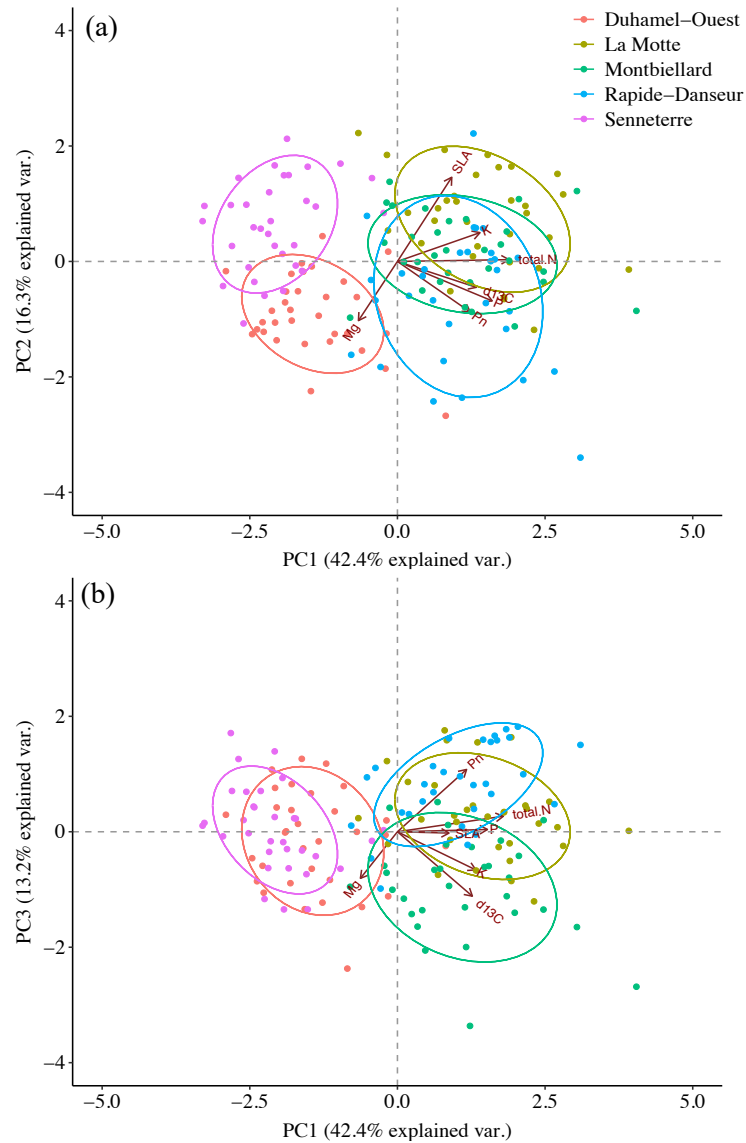 (a)
Duhamel−Ouest
La Motte
Montbiellard
Rapide−Danseur
Senneterre
4
2
0
−2
−4
PC2 (16.3% explained var.)
SLA
K
total.N
d13C
P
Pn
Mg
−5.0
−2.5
0.0
2.5
5.0
PC1 (42.4% explained var.)
(b)
4
2
0
−2
−4
PC3 (13.2% explained var.)
Pn
total.N
P
SLA
K
d13C
Mg
−5.0
−2.5
0.0
2.5
5.0
PC1 (42.4% explained var.)